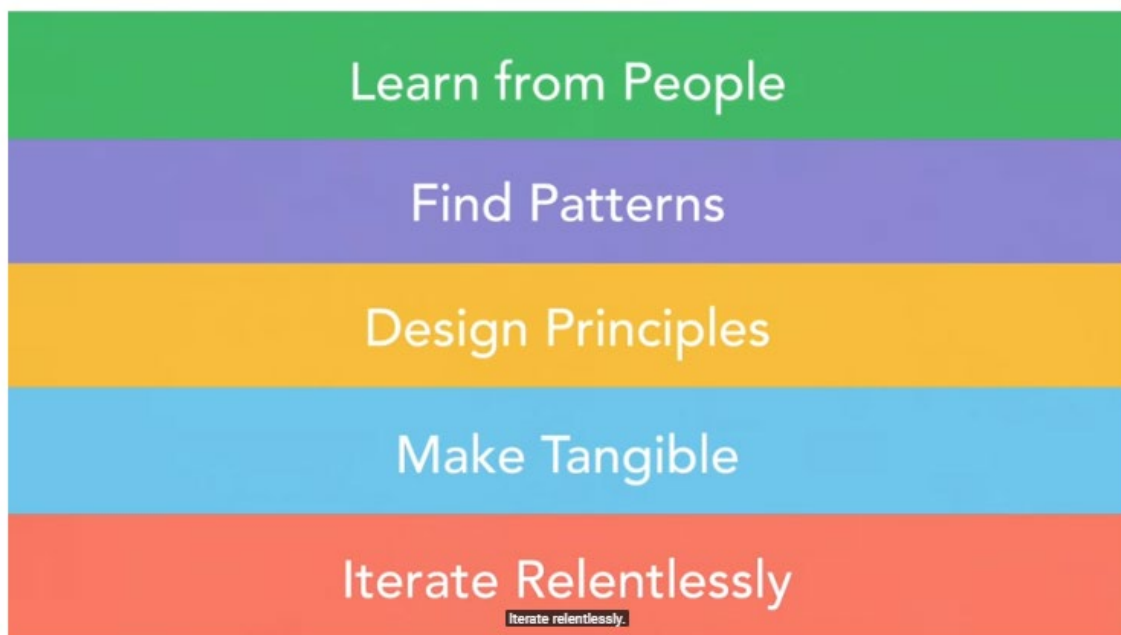 Learn from People
Find Patterns
Design Principles
Make Tangible
Iterate Relentlessly
Iterate relentlessly.